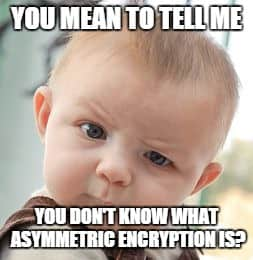 YOU MEAN TO TELL ME
YOU DON'T KNOW WHAT
ASYMMETRIC ENCRYPTION IS?